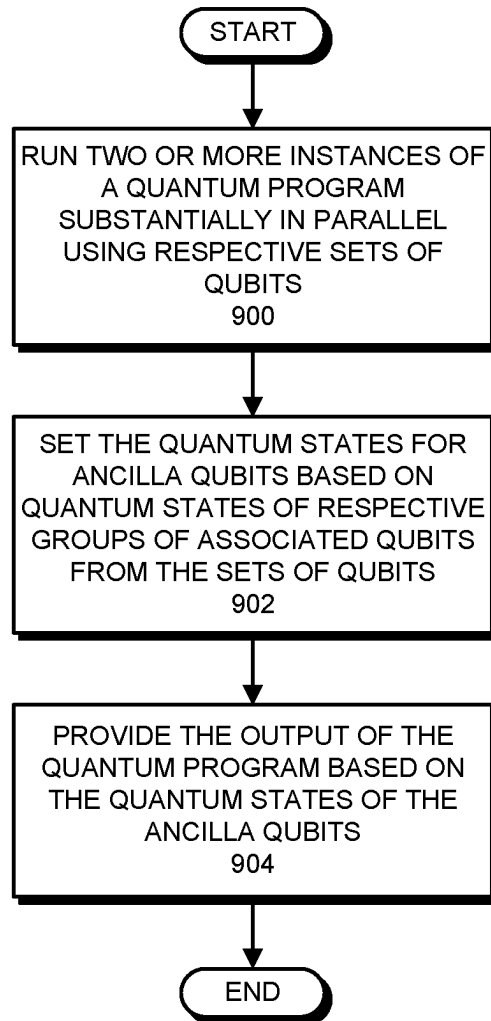 START
RUN TWO OR MORE INSTANCES OF
A QUANTUM PROGRAM
SUBSTANTIALLY IN PARALLEL
USING RESPECTIVE SETS OF
QUBITS
900
SET THE QUANTUM STATES FOR
ANCILLA QUBITS BASED ON
QUANTUM STATES OF RESPECTIVE
GROUPS OF ASSOCIATED QUBITS
FROM THE SETS OF QUBITS
902
PROVIDE THE OUTPUT OF THE
QUANTUM PROGRAM BASED ON
THE QUANTUM STATES OF THE
ANCILLA QUBITS
904
END